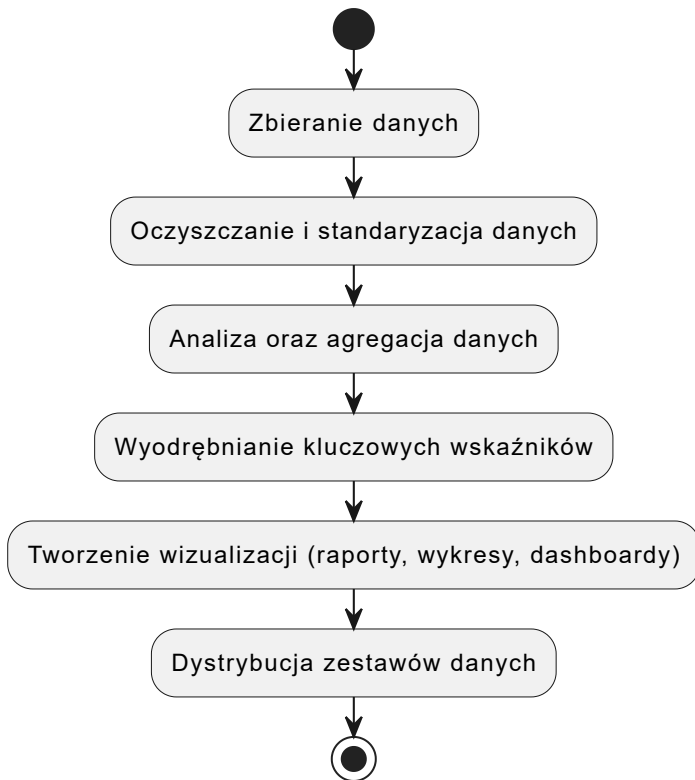 Zbieranie danych
Oczyszczanie i standaryzacja danych
Analiza oraz agregacja danych
Wyodrębnianie kluczowych wskaźników
Tworzenie wizualizacji (raporty, wykresy, dashboardy)
Dystrybucja zestawów danych